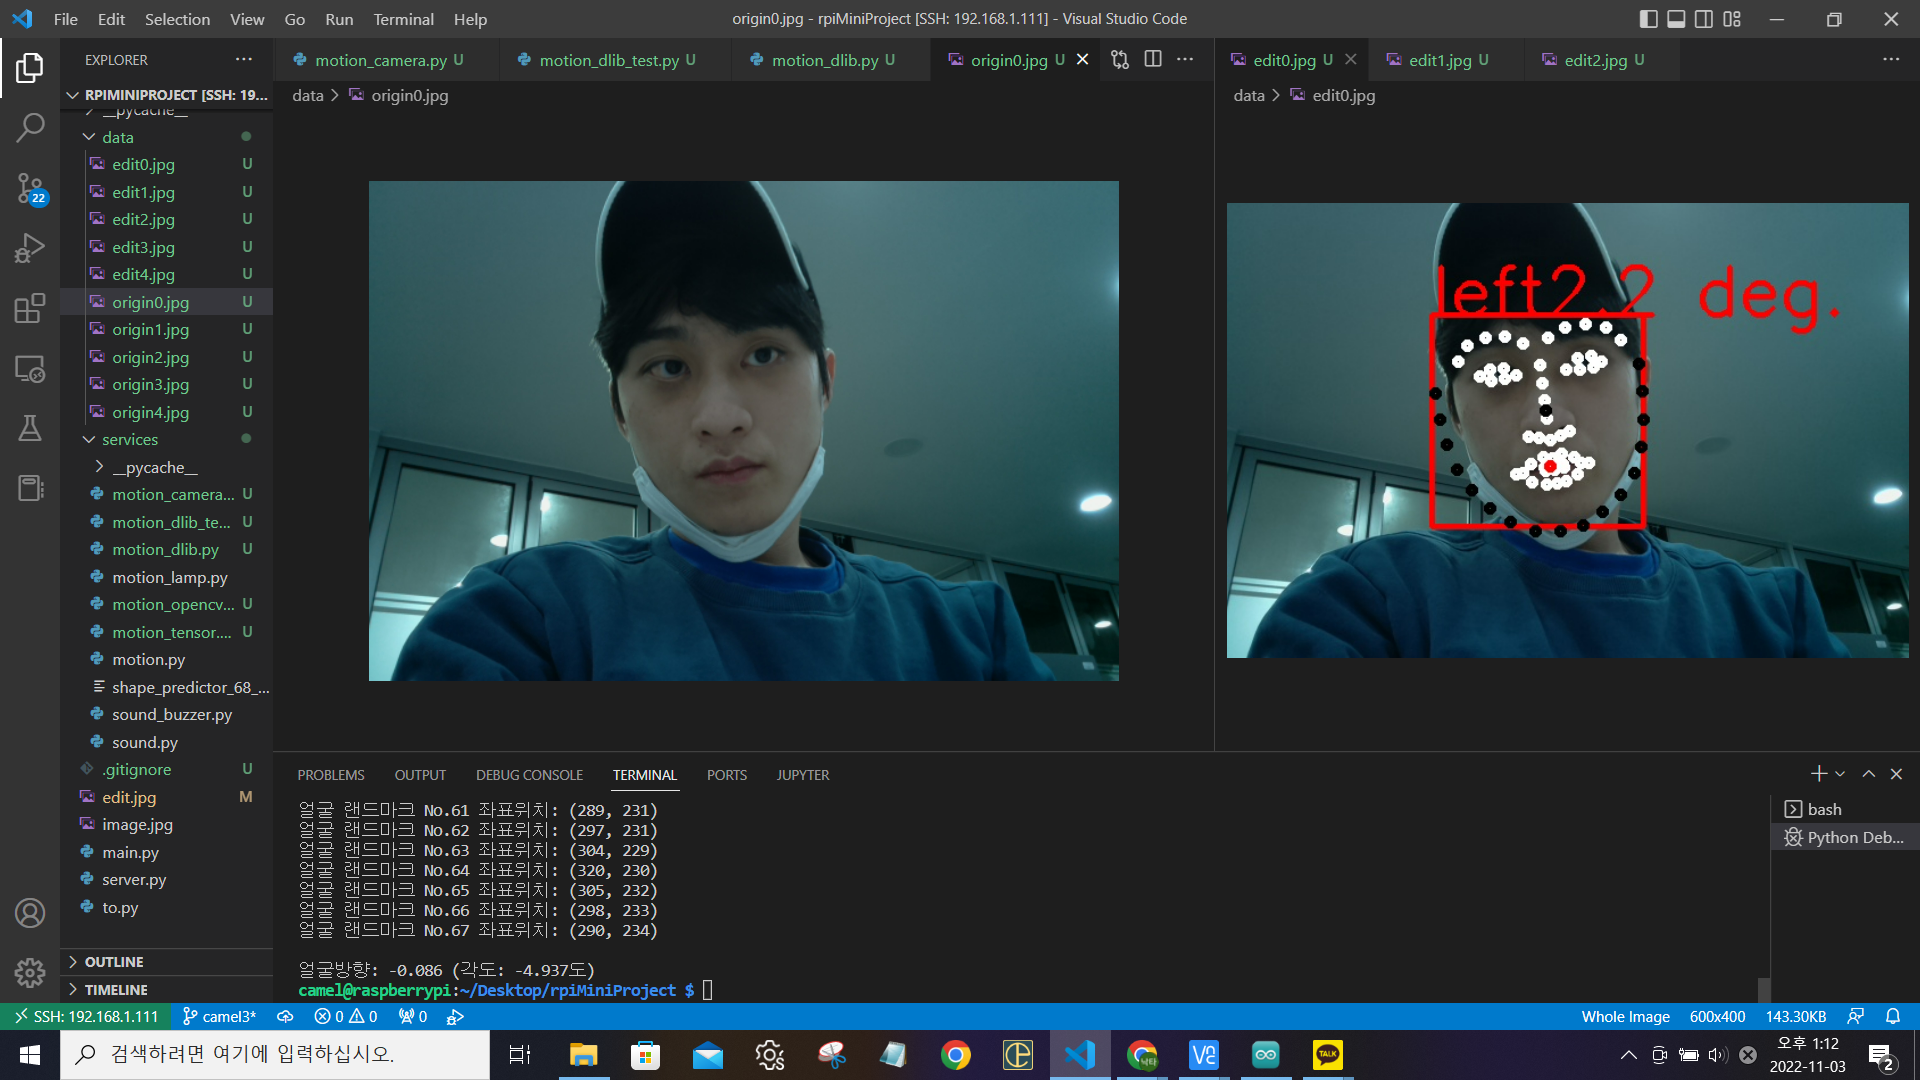 File Edit Selection View Go Run Terminal Help
origin0.jpg - rpiMiniProject [SSH: 192.168.1.111] - Visual Studio Code
EXPLORER
RPIMINIPROJECT [SSH: 19...
__pycache__
data
edit0.jpg U
edit1.jpg U
edit2.jpg U
edit3.jpg U
edit4.jpg U
origin0.jpg U
origin1.jpg U
origin2.jpg U
origin3.jpg U
origin4.jpg U
services
__pycache__
motion_camera... U
motion_dlib_te... U
motion_dlib.py U
motion_lamp.py
motion_opencv... U
motion_tensor.... U
motion.py
shape_predictor_68_...
sound_buzzer.py
sound.py
.gitignore U
edit.jpg M
image.jpg
main.py
server.py
to.py
OUTLINE
TIMELINE
22
motion_camera.py U
motion_dlib_test.py U
motion_dlib.py U
origin0.jpg U
data > origin0.jpg
edit0.jpg U
edit1.jpg U
edit2.jpg U
data > edit0.jpg
left2.2 deg.
PROBLEMS OUTPUT DEBUG CONSOLE TERMINAL PORTS JUPYTER
얼굴 랜드마크 No.61 좌표위치: (289, 231)
얼굴 랜드마크 No.62 좌표위치: (297, 231)
얼굴 랜드마크 No.63 좌표위치: (304, 229)
얼굴 랜드마크 No.64 좌표위치: (320, 230)
얼굴 랜드마크 No.65 좌표위치: (305, 232)
얼굴 랜드마크 No.66 좌표위치: (298, 233)
얼굴 랜드마크 No.67 좌표위치: (290, 234)
얼굴방향: -0.086 (각도: -4.937도)
camel@raspberrypi:~/Desktop/rpiMiniProject $
bash
Python Deb...
SSH: 192.168.1.111 camel3* 0 0 0
Whole Image 600x400 143.30KB
검색하려면 여기에 입력하십시오.
낙타
VC
TALK
오후 1:12
2022-11-03
2